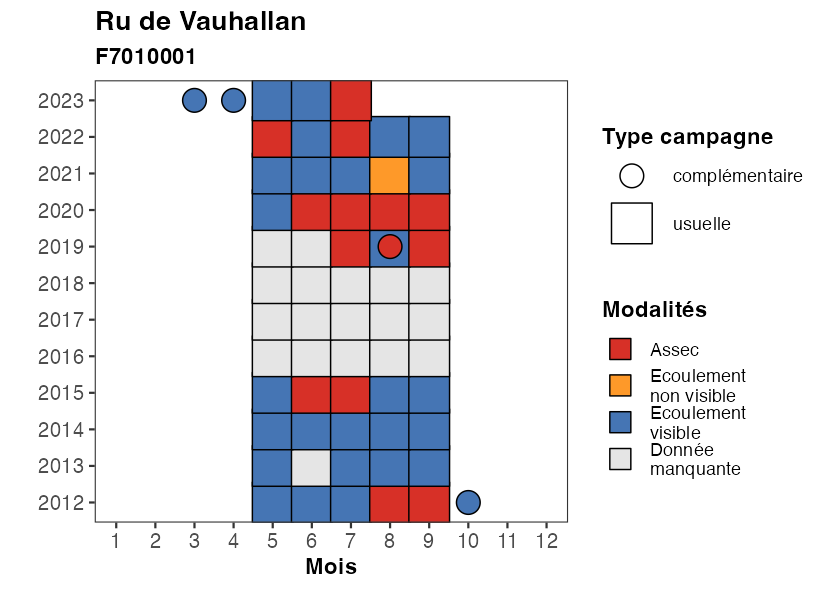 Ru de Vauhallan
F7010001
2023
2022
2021
2020
2019
2018
2017
2016
2015
2014
2013
2012
1 2 3 4 5 6 7 8 9 10 11 12
Mois
Type campagne
complémentaire
usuelle
Modalités
Assec
Ecoulement
non visible
Ecoulement
visible
Donnée
manquante